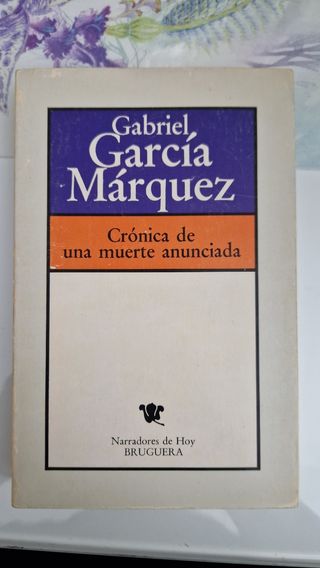 Gabriel
García
Márquez
Crónica de
una muerte anunciada
Narradores de Hoy
BRUGUERA